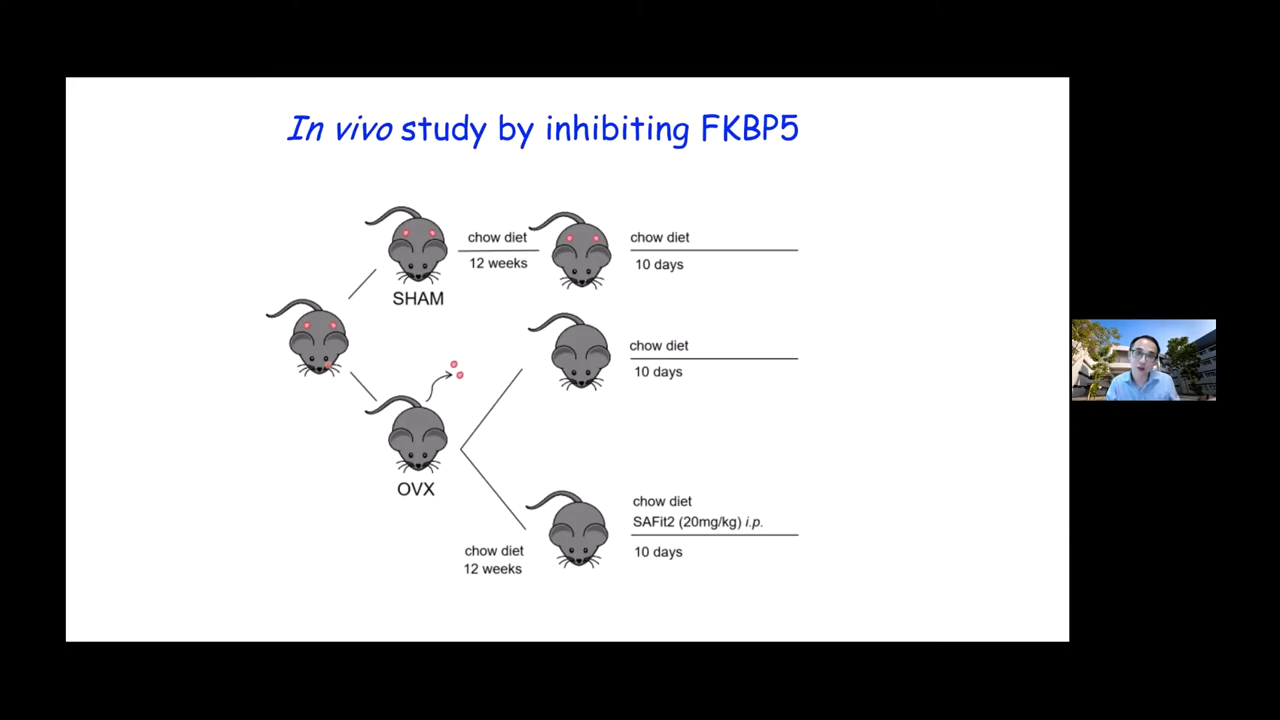 In vivo study by inhibiting FKBP5
chow diet
12 weeks
chow diet
10 days
SHAM
chow diet
10 days
OVX
chow diet
12 weeks
chow diet
SAFit2 (20mg/kg) i.p.
10 days